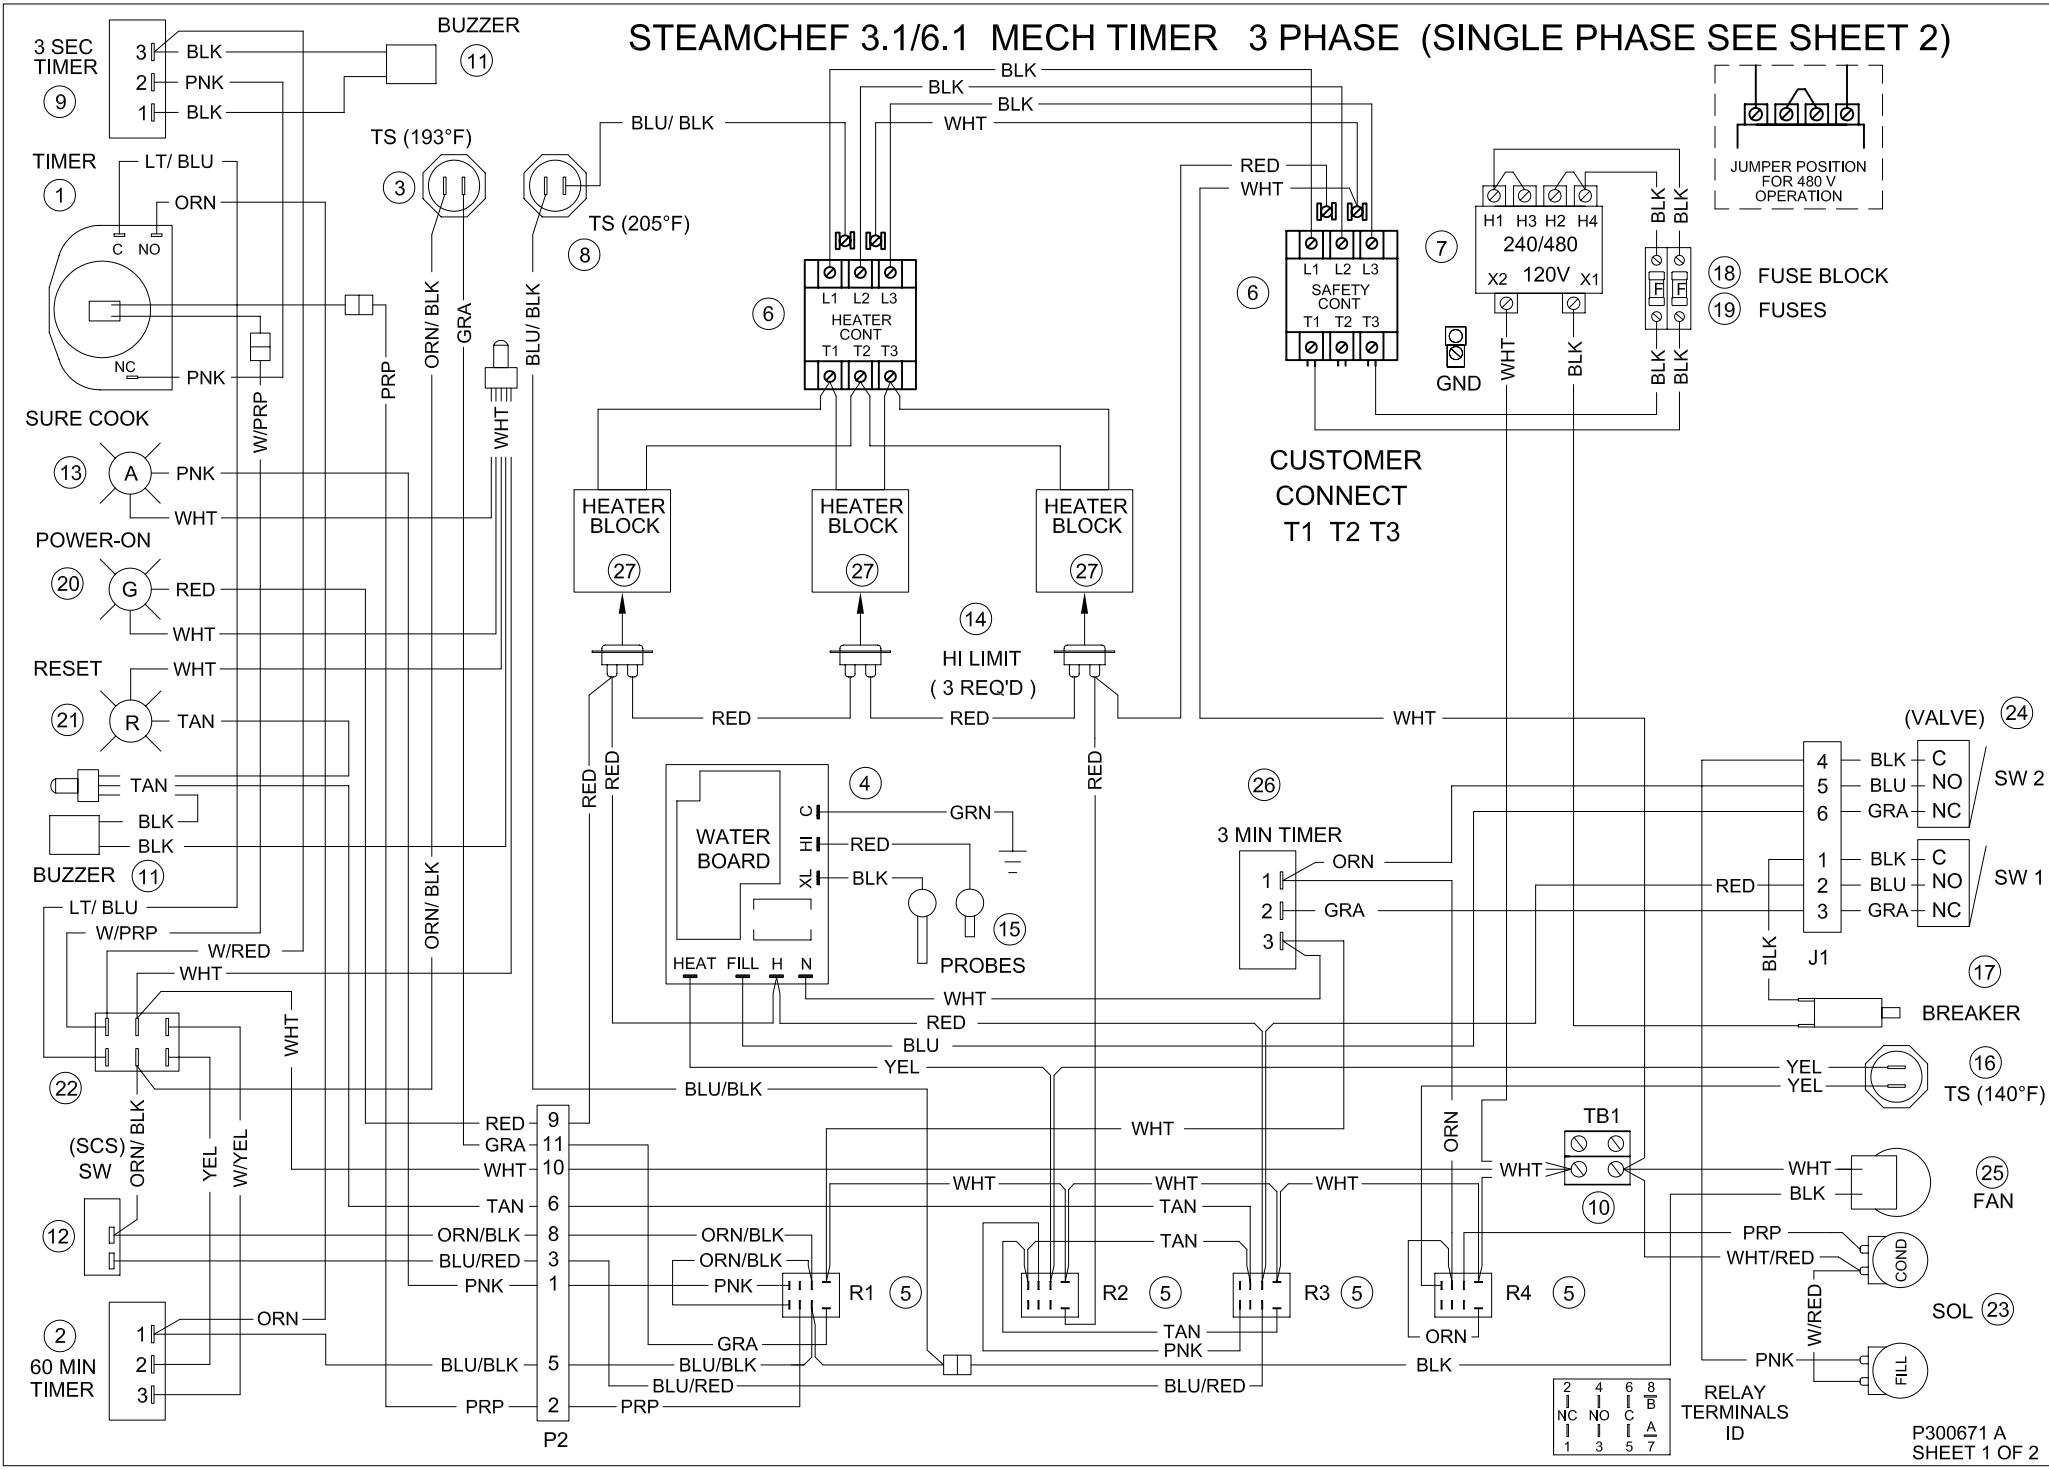 STEAMCHEF 3.1/6.1 MECH TIMER 3 PHASE (SINGLE PHASE SEE SHEET 2)
3 SEC
TIMER
9
3
2
1
BLK
PNK
BLK
BUZZER
11
TIMER
1
LT/ BLU
ORN
C
NO
NC
PNK
W/PRP
PRP
TS (193°F)
3
ORN/ BLK
GRA
WHT
BLU/ BLK
TS (205°F)
8
BLU/ BLK
BLK
BLK
BLK
WHT
6
L1 L2 L3
HEATER
CONT
T1 T2 T3
RED
WHT
6
L1 L2 L3
SAFETY
CONT
T1 T2 T3
7
H1 H3 H2 H4
240/480
120V
X2
X1
GND
WHT
BLK
BLK
BLK
BLK
BLK
F
F
18
FUSE BLOCK
19
FUSES
JUMPER POSITION
FOR 480 V
OPERATION
CUSTOMER
CONNECT
T1 T2 T3
SURE COOK
13
A
PNK
WHT
POWER-ON
20
G
RED
WHT
RESET
21
R
WHT
TAN
TAN
BLK
BLK
BUZZER
11
LT/ BLU
W/PRP
W/RED
WHT
ORN/ BLK
WHT
22
HEATER
BLOCK
27
HEATER
BLOCK
27
HEATER
BLOCK
27
14
HI LIMIT
( 3 REQ'D )
RED
RED
RED
RED
RED
WHT
WATER
BOARD
4
C
HI
XL
GRN
RED
BLK
15
PROBES
HEAT
FILL
H
N
WHT
RED
BLU
YEL
BLU/BLK
26
3 MIN TIMER
1
2
3
ORN
GRA
RED
(VALVE)
24
4
5
6
1
2
3
J1
BLK
BLU
GRA
C
NO
NC
SW 2
BLK
BLU
GRA
C
NO
NC
SW 1
BLK
17
BREAKER
YEL
YEL
16
TS (140°F)
(SCS)
SW
12
ORN/ BLK
YEL
W/YEL
2
60 MIN
TIMER
1
2
3
ORN
RED
GRA
WHT
TAN
ORN/BLK
BLU/RED
PNK
BLU/BLK
PRP
9
11
10
6
8
3
1
5
2
P2
ORN/BLK
ORN/BLK
PNK
GRA
BLU/BLK
BLU/RED
PRP
R1
5
WHT
WHT
WHT
WHT
TAN
TAN
R2
5
R3
5
TAN
PNK
BLU/RED
ORN
R4
5
ORN
BLK
TB1
WHT
10
WHT
BLK
25
FAN
PRP
WHT/RED
COND
W/RED
SOL
23
PNK
FILL
2 4 6 8
B
NC NO C
A
1 3 5 7
RELAY
TERMINALS
ID
P300671 A
SHEET 1 OF 2